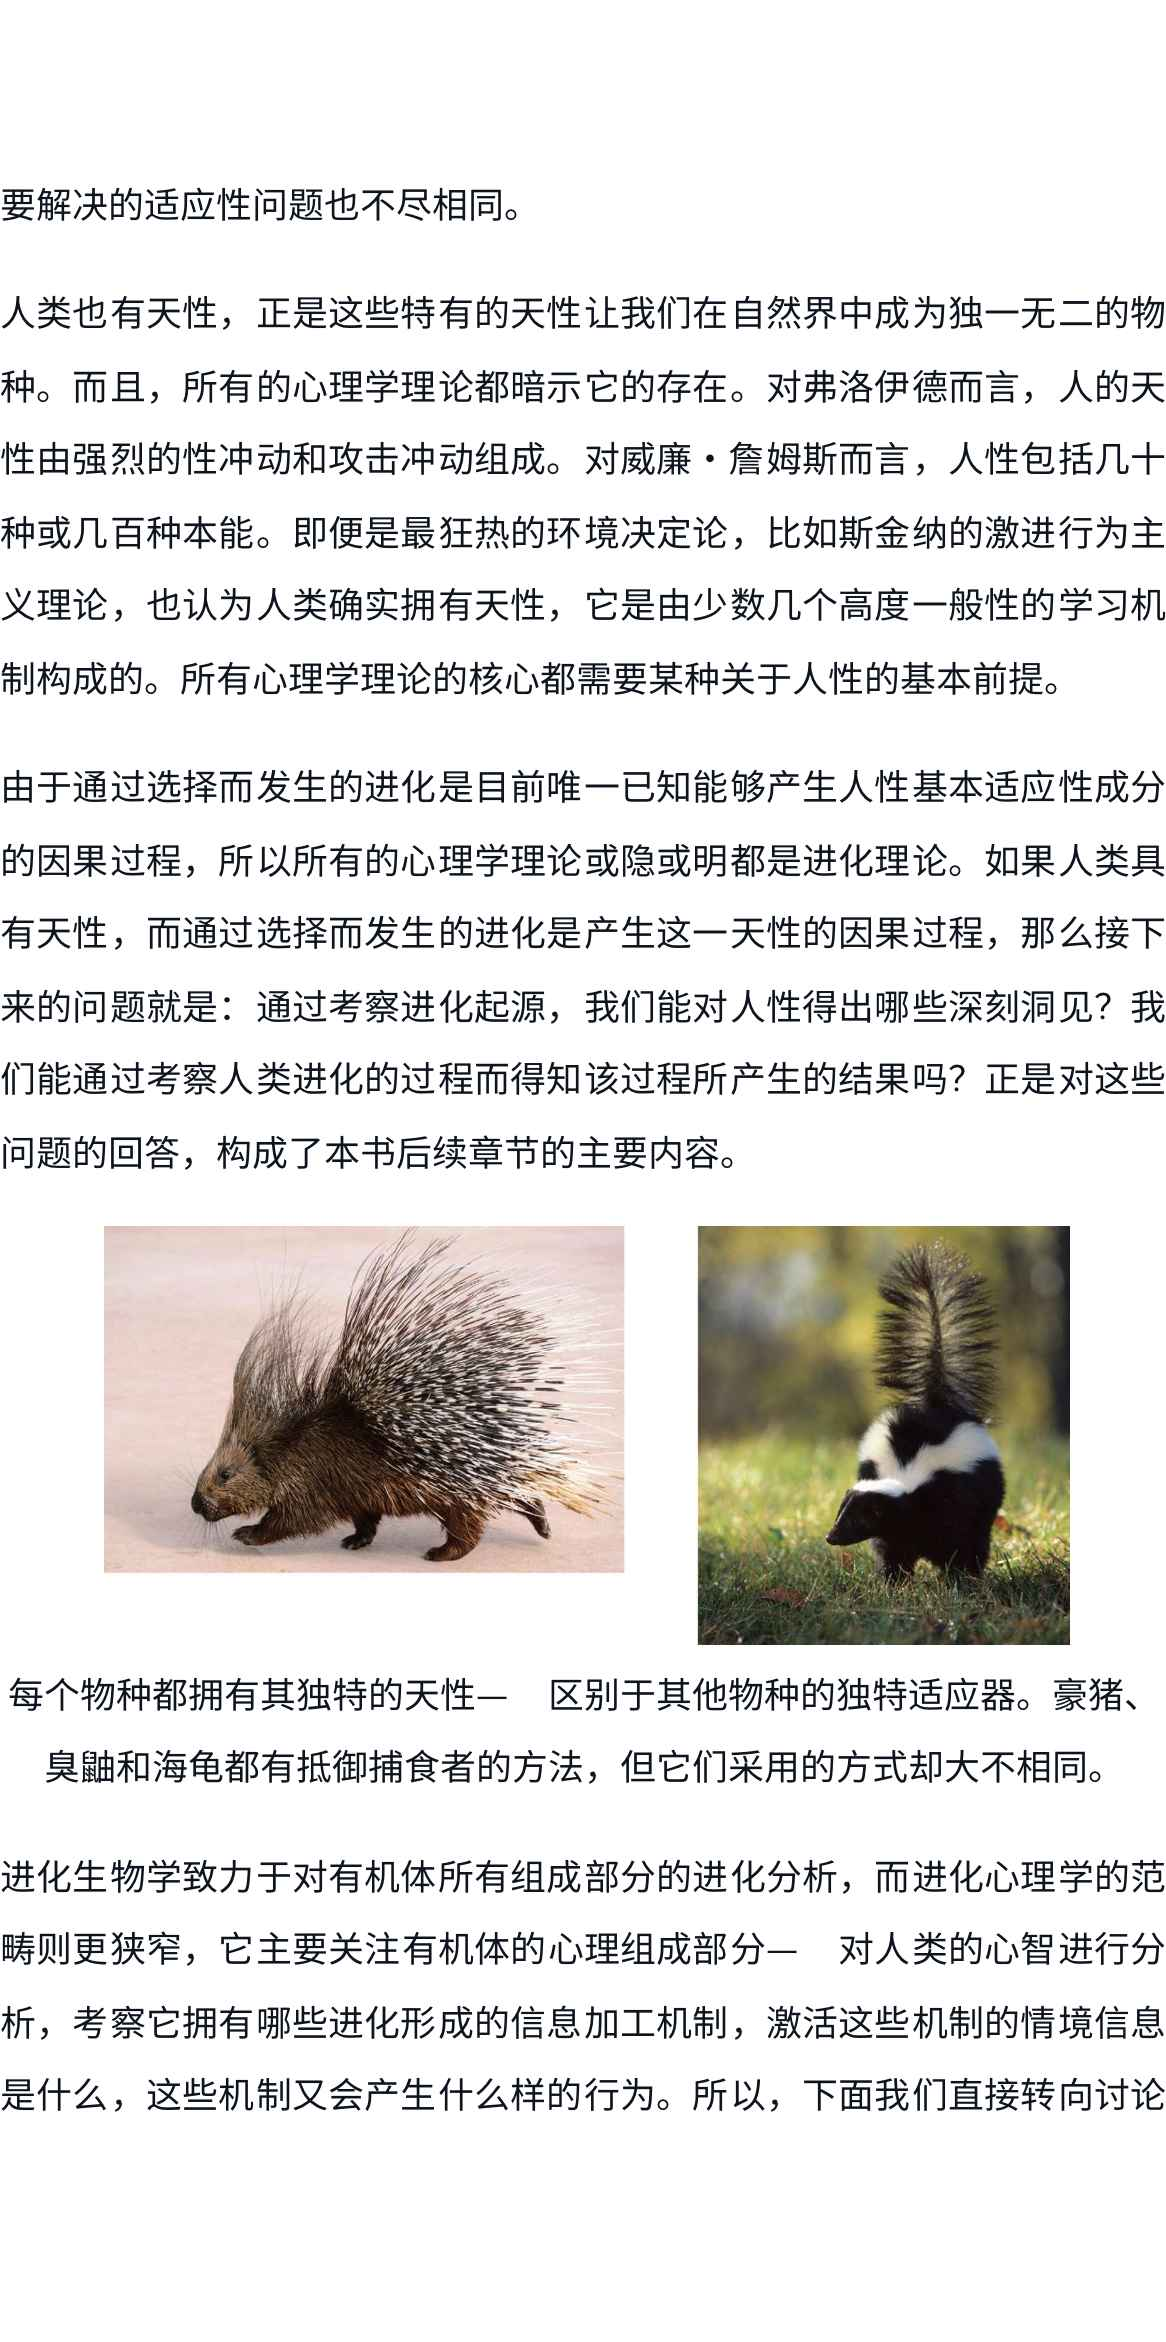 要解决的适应性问题也不尽相同。
人类也有天性，正是这些特有的天性让我们在自然界中成为独一无二的物
种。而且，所有的心理学理论都暗示它的存在。对弗洛伊德而言，人的天
性由强烈的性冲动和攻击冲动组成。对威廉·詹姆斯而言，人性包括几十
种或几百种本能。即便是最狂热的环境决定论，比如斯金纳的激进行为主
义理论，也认为人类确实拥有天性，它是由少数几个高度一般性的学习机
制构成的。所有心理学理论的核心都需要某种关于人性的基本前提。
由于通过选择而发生的进化是目前唯一已知能够产生人性基本适应性成分
的因果过程，所以所有的心理学理论或隐或明都是进化理论。如果人类具
有天性，而通过选择而发生的进化是产生这一天性的因果过程，那么接下
来的问题就是：通过考察进化起源，我们能对人性得出哪些深刻洞见？我
们能通过考察人类进化的过程而得知该过程所产生的结果吗？正是对这些
问题的回答，构成了本书后续章节的主要内容。
每个物种都拥有其独特的天性— 区别于其他物种的独特适应器。豪猪、
臭鼬和海龟都有抵御捕食者的方法，但它们采用的方式却大不相同。
进化生物学致力于对有机体所有组成部分的进化分析，而进化心理学的范
畴则更狭窄，它主要关注有机体的心理组成部分— 对人类的心智进行分
析，考察它拥有哪些进化形成的信息加工机制，激活这些机制的情境信息
是什么，这些机制又会产生什么样的行为。所以，下面我们直接转向讨论